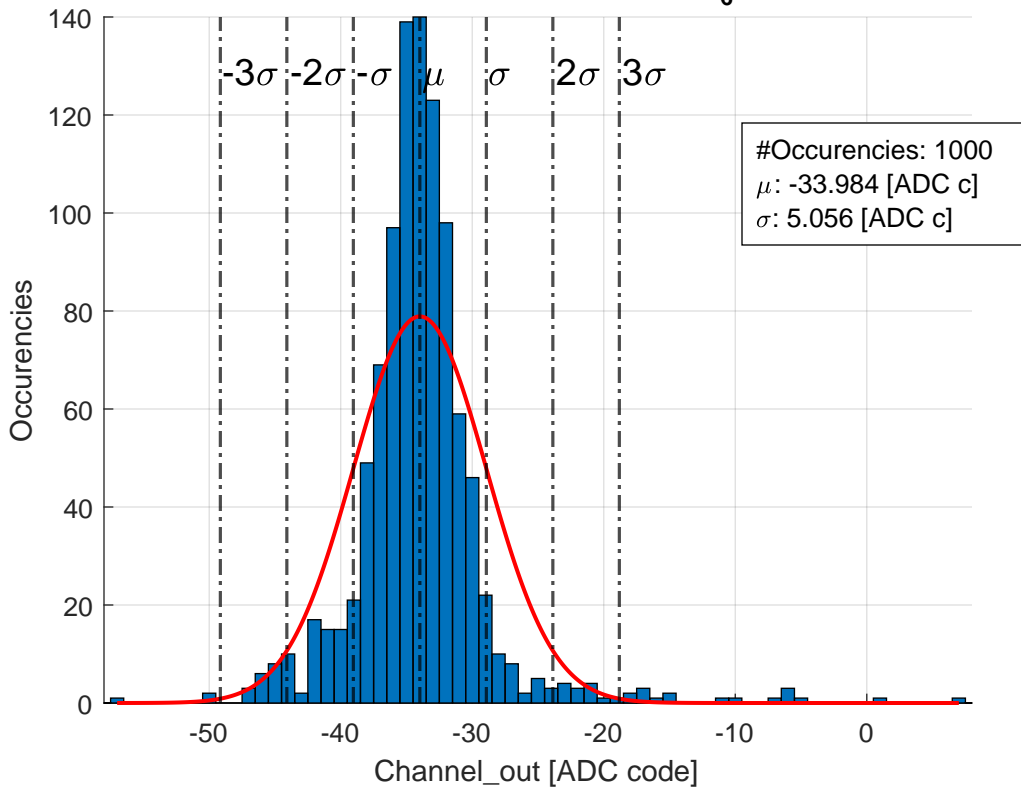 140
120
100
80
60
40
20
0
-3σ -2σ -σ μ σ 2σ 3σ
#Occurencies: 1000
μ: -33.984 [ADC c]
σ: 5.056 [ADC c]
Occurencies
-50 -40 -30 -20 -10 0
Channel_out [ADC code]